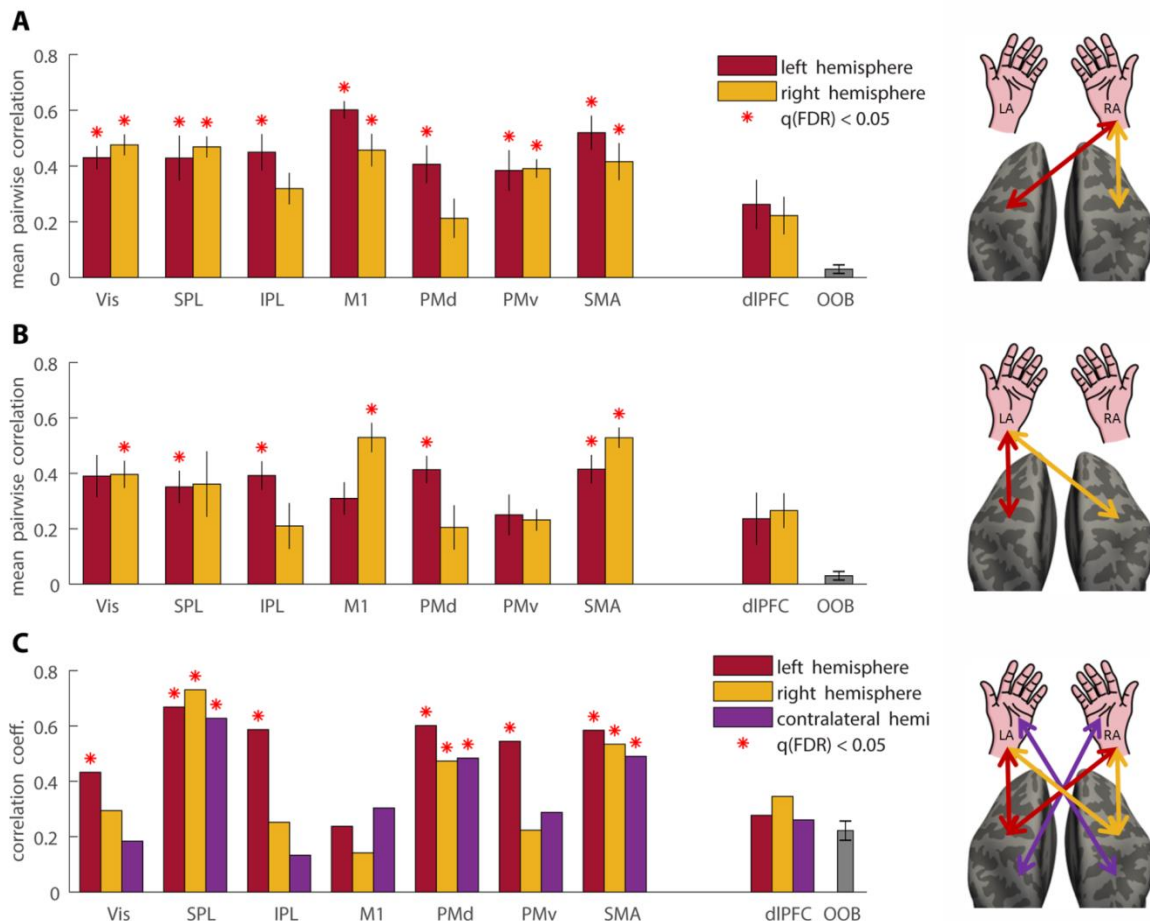 A
mean pairwise correlation
0.8
0.6
0.4
0.2
0
left hemisphere
right hemisphere
* q(FDR) < 0.05
Vis SPL IPL M1 PMd PMv SMA dlPFC OOB
LA RA
B
mean pairwise correlation
0.8
0.6
0.4
0.2
0
Vis SPL IPL M1 PMd PMv SMA dlPFC OOB
LA RA
C
correlation coeff.
0.8
0.6
0.4
0.2
0
left hemisphere
right hemisphere
contralateral hemi
* q(FDR) < 0.05
Vis SPL IPL M1 PMd PMv SMA dlPFC OOB
LA RA